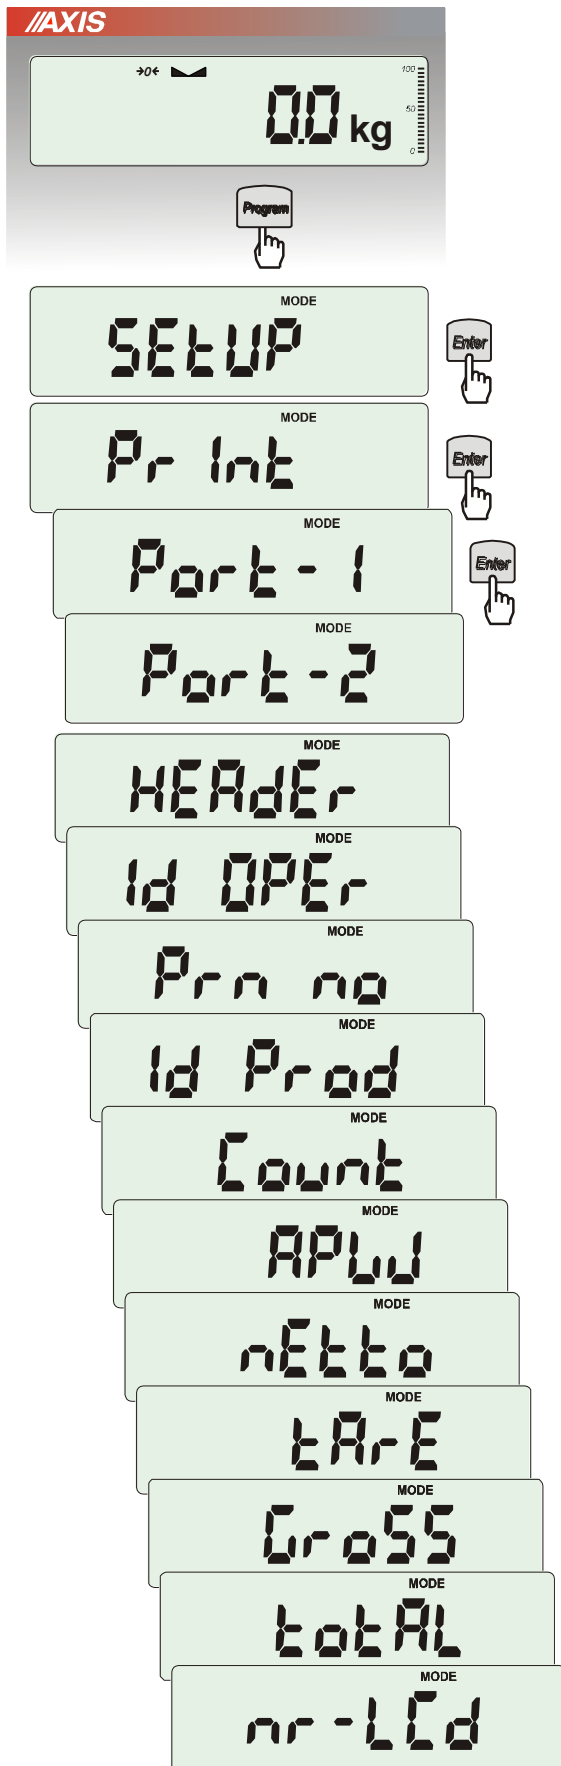 AXIS
→0← 100
50
0.0 kg
0
Program
MODE
SEtUP
Enter
MODE
Pr Int
Enter
MODE
Port-1
Enter
MODE
Port-2
MODE
HEAdEr
MODE
Id OPEr
MODE
Prn no
MODE
Id Prod
MODE
Count
MODE
APW
MODE
nEtto
MODE
tArE
MODE
GroSS
MODE
totAL
MODE
nr-LCd